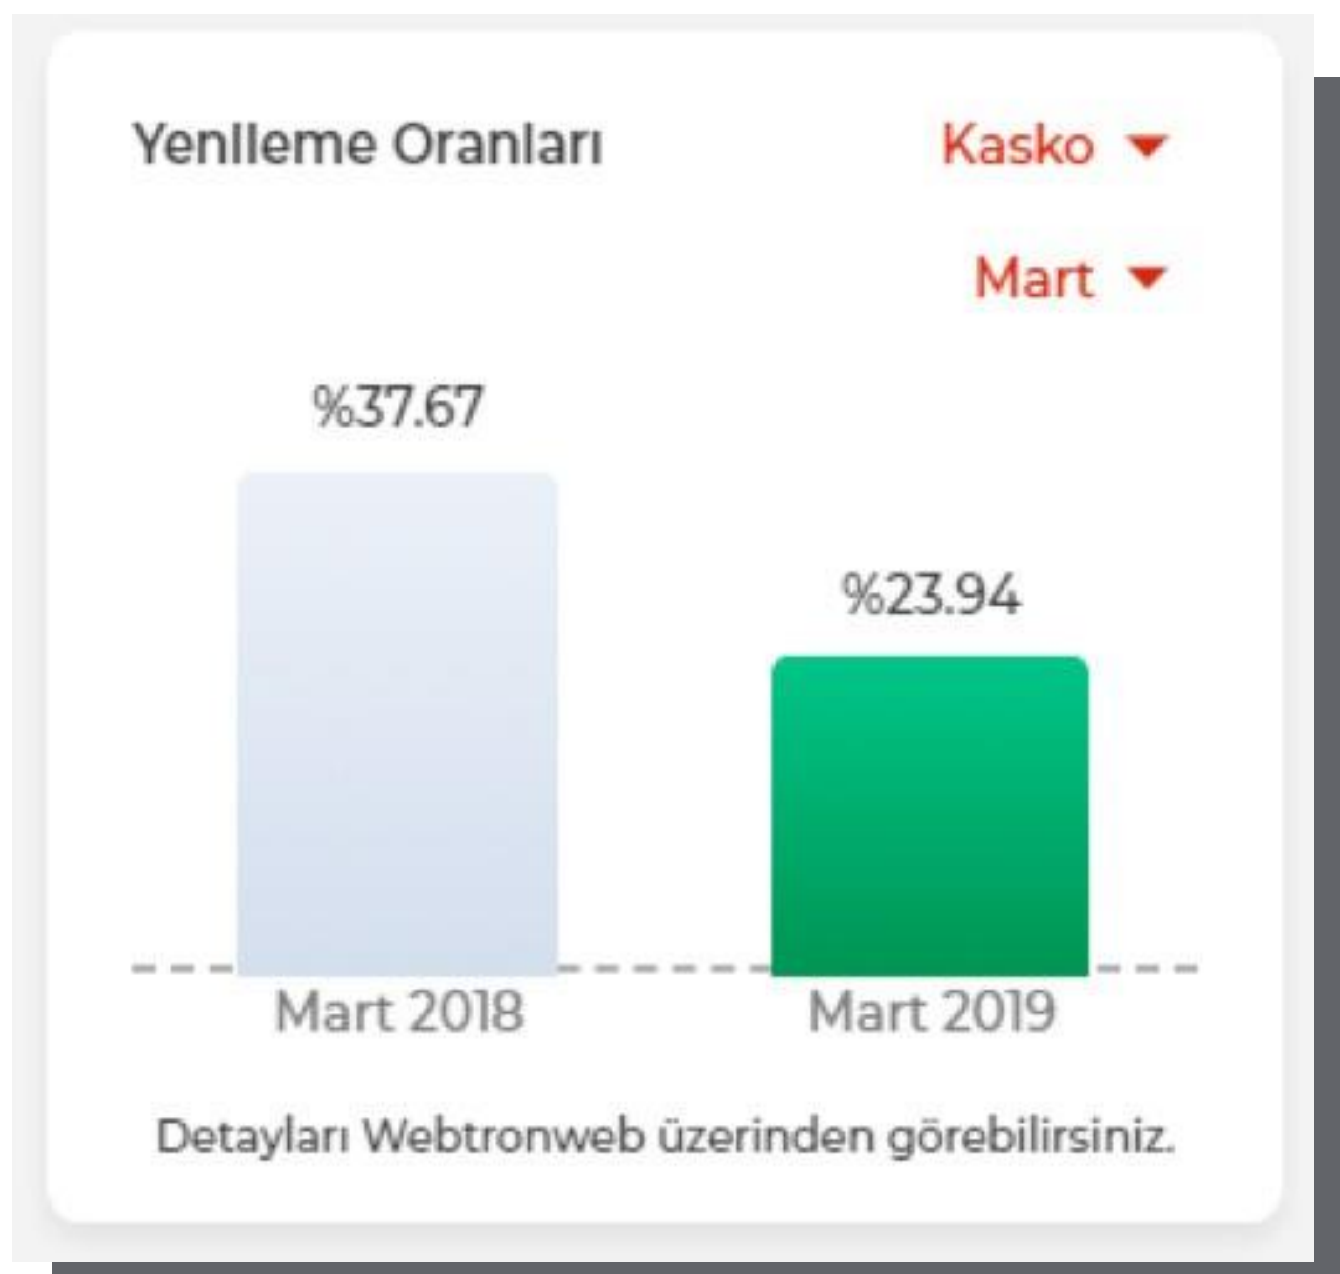 Yenileme Oranları
Kasko
Mart
%37.67
%23.94
Mart 2018
Mart 2019
Detayları Webtronweb üzerinden görebilirsiniz.